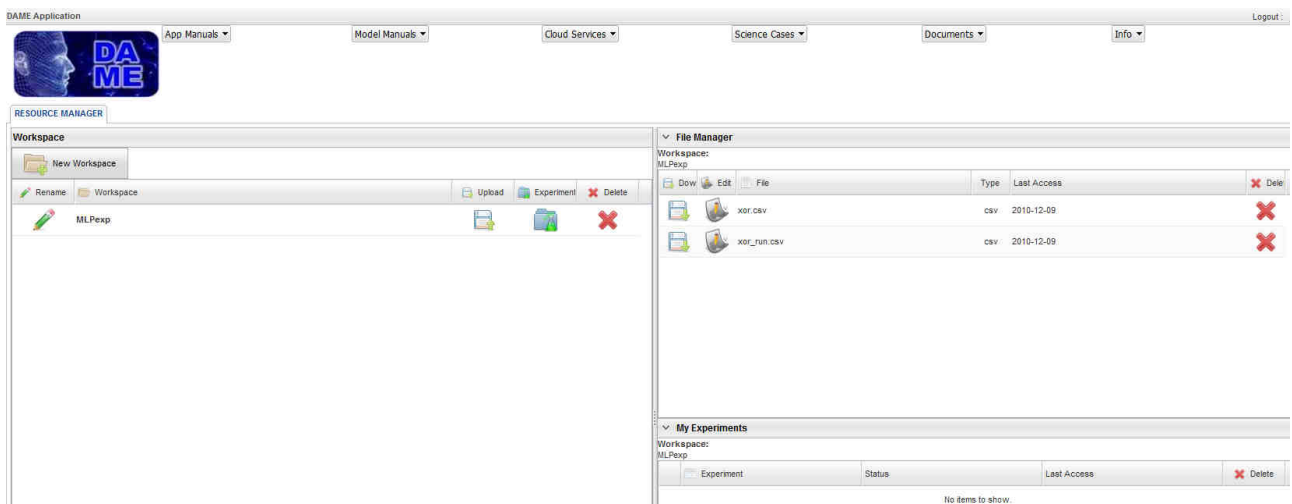 DAME Application
Logout :
App Manuals
Model Manuals
Cloud Services
Science Cases
Documents
Info
DA
ME
RESOURCE MANAGER
Workspace
New Workspace
Rename Workspace Upload Experiment Delete
MLPexp
File Manager
Workspace:
MLPexp
Dow Edit File Type Last Access Dele
xor.csv csv 2010-12-09
xor_run.csv csv 2010-12-09
My Experiments
Workspace:
MLPexp
Experiment Status Last Access Delete
No items to show.